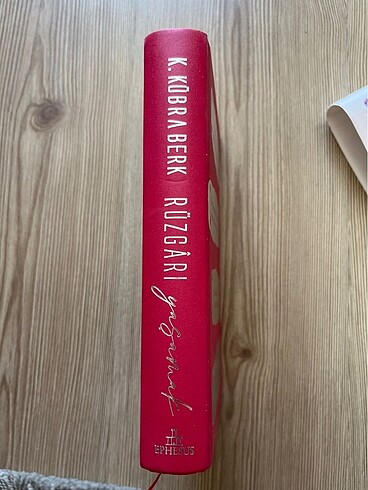 K. KÜBRA BERK
RÜZGÂRI
yaşamak
EPHESUS